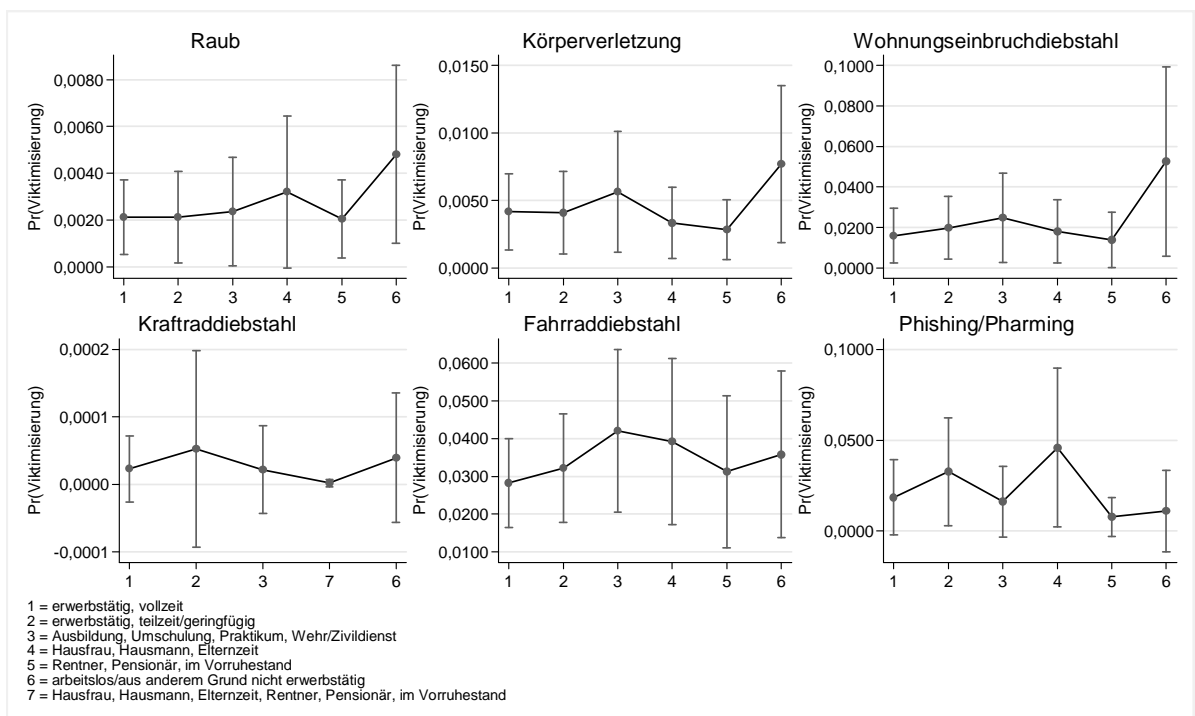 Raub
Pr(Viktimisierung)
0,0080
0,0060
0,0040
0,0020
0,0000
1 2 3 4 5 6
Körperverletzung
Pr(Viktimisierung)
0,0150
0,0100
0,0050
0,0000
1 2 3 4 5 6
Wohnungseinbruchdiebstahl
Pr(Viktimisierung)
0,1000
0,0800
0,0600
0,0400
0,0200
0,0000
1 2 3 4 5 6
Kraftraddiebstahl
Pr(Viktimisierung)
0,0002
0,0001
0,0000
-0,0001
1 2 3 7 6
Fahrraddiebstahl
Pr(Viktimisierung)
0,0600
0,0500
0,0400
0,0300
0,0200
0,0100
1 2 3 4 5 6
Phishing/Pharming
Pr(Viktimisierung)
0,1000
0,0500
0,0000
1 2 3 4 5 6
1 = erwerbstätig, vollzeit
2 = erwerbstätig, teilzeit/geringfügig
3 = Ausbildung, Umschulung, Praktikum, Wehr/Zivildienst
4 = Hausfrau, Hausmann, Elternzeit
5 = Rentner, Pensionär, im Vorruhestand
6 = arbeitslos/aus anderem Grund nicht erwerbstätig
7 = Hausfrau, Hausmann, Elternzeit, Rentner, Pensionär, im Vorruhestand